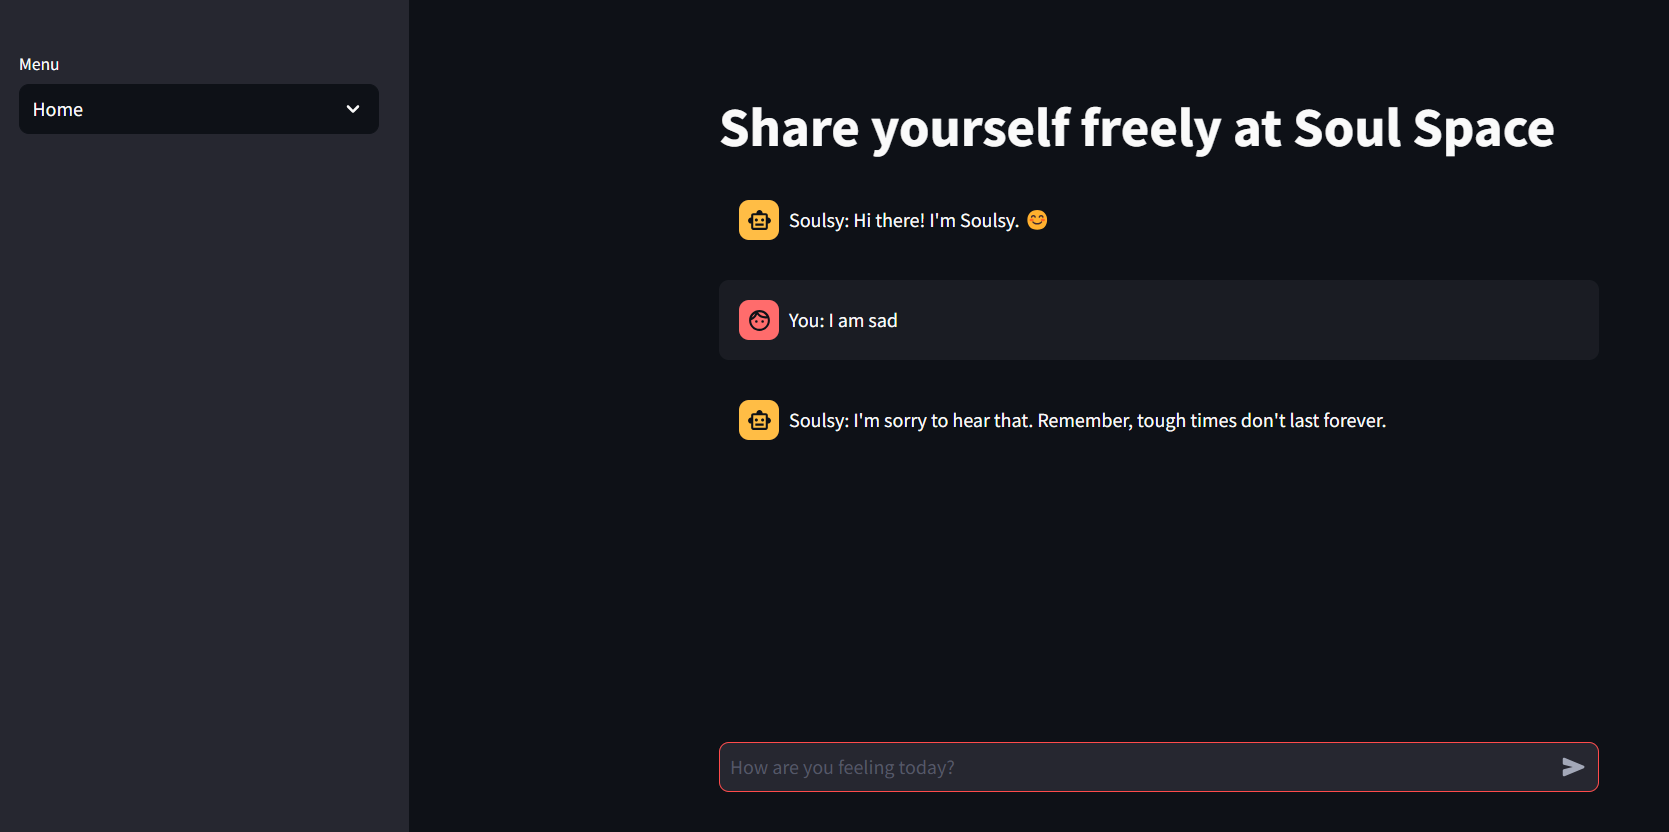 Menu
Home
Share yourself freely at Soul Space
Soulsy: Hi there! I'm Soulsy. 😊
You: I am sad
Soulsy: I'm sorry to hear that. Remember, tough times don't last forever.
How are you feeling today?